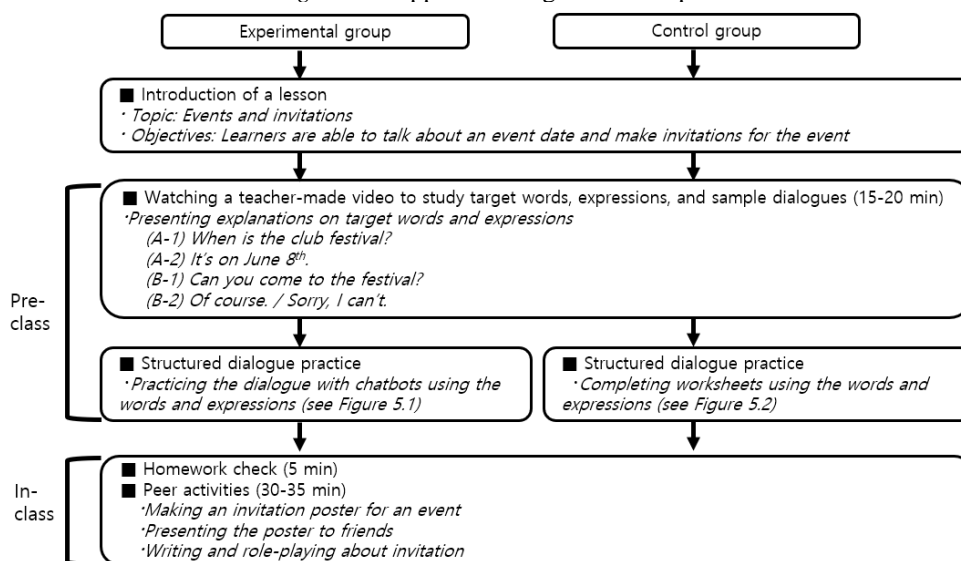 Experimental group
Control group
■ Introduction of a lesson
· Topic: Events and invitations
· Objectives: Learners are able to talk about an event date and make invitations for the event
Pre-
class
■ Watching a teacher-made video to study target words, expressions, and sample dialogues (15-20 min)
·Presenting explanations on target words and expressions
(A-1) When is the club festival?
(A-2) It's on June 8th.
(B-1) Can you come to the festival?
(B-2) Of course. / Sorry, I can't.
■ Structured dialogue practice
·Practicing the dialogue with chatbots using the
words and expressions (see Figure 5.1)
■ Structured dialogue practice
·Completing worksheets using the words and
expressions (see Figure 5.2)
In-
class
■ Homework check (5 min)
■ Peer activities (30-35 min)
·Making an invitation poster for an event
·Presenting the poster to friends
·Writing and role-playing about invitation